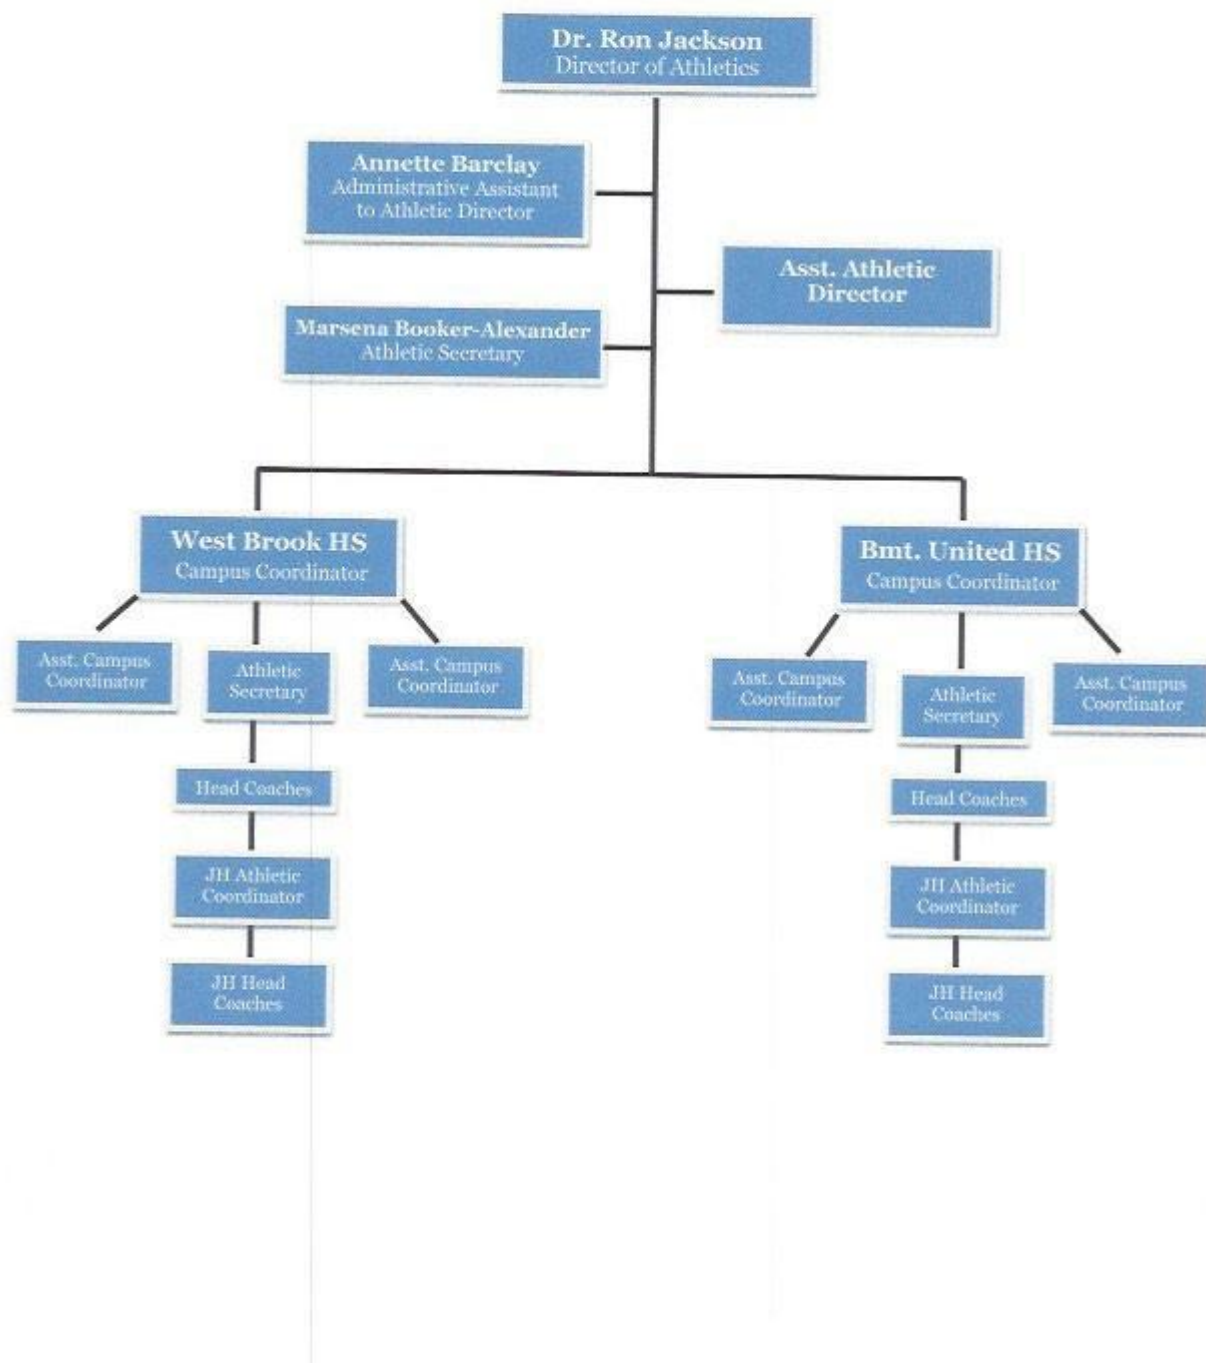 Dr. Ron Jackson
Director of Athletics
Annette Barclay
Administrative Assistant
to Athletic Director
Asst. Athletic
Director
Marsena Booker-Alexander
Athletic Secretary
West Brook HS
Campus Coordinator
Bmt. United HS
Campus Coordinator
Asst. Campus
Coordinator
Athletic
Secretary
Asst. Campus
Coordinator
Asst. Campus
Coordinator
Athletic
Secretary
Asst. Campus
Coordinator
Head Coaches
Head Coaches
JH Athletic
Coordinator
JH Athletic
Coordinator
JH Head
Coaches
JH Head
Coaches